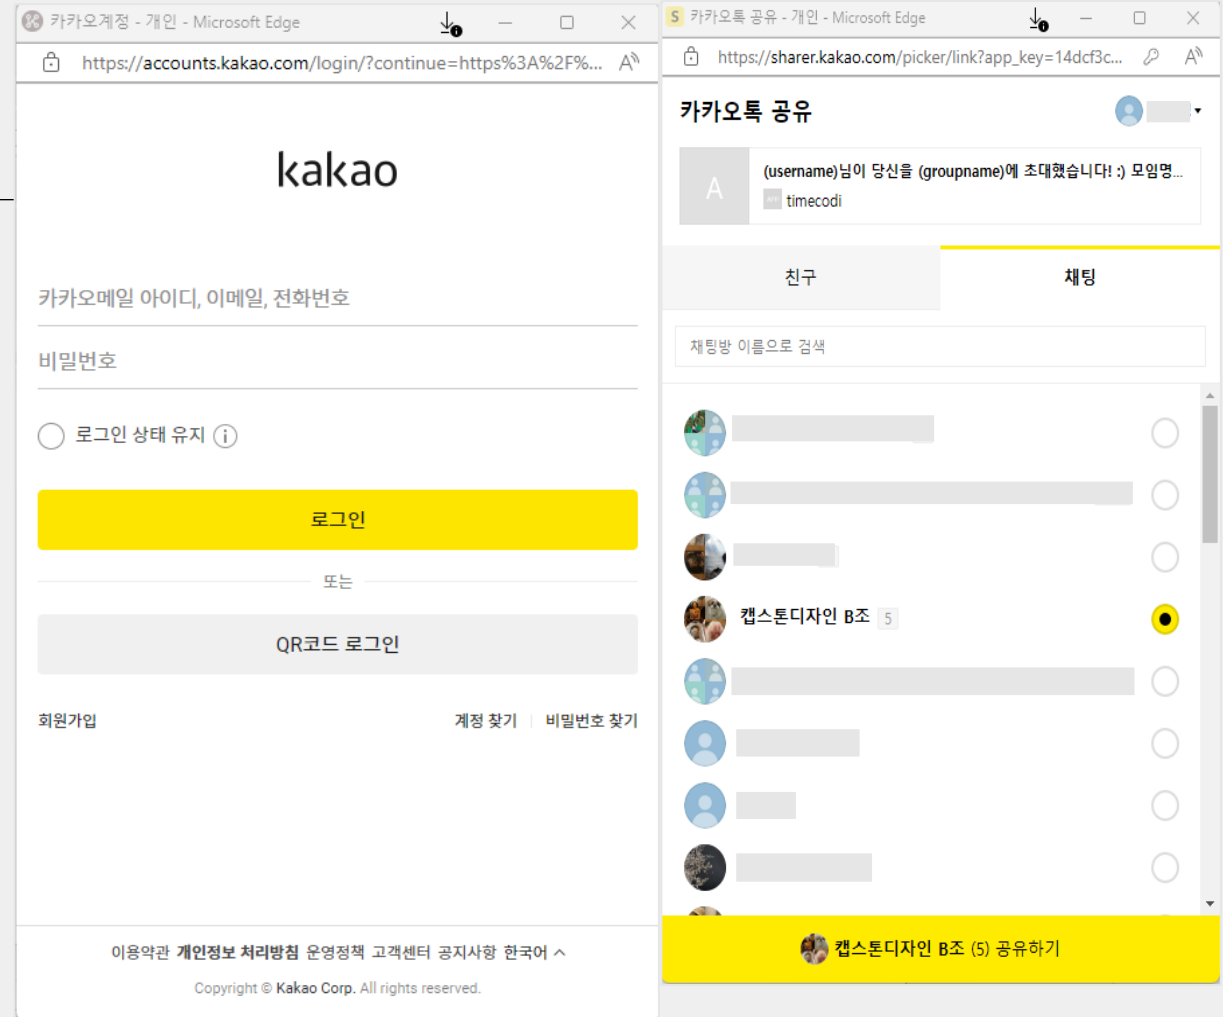 카카오계정 - 개인 - Microsoft Edge
https://accounts.kakao.com/login/?continue=https%3A%2F%...
kakao
카카오메일 아이디, 이메일, 전화번호
비밀번호
로그인 상태 유지
로그인
또는
QR코드 로그인
회원가입
계정 찾기 | 비밀번호 찾기
이용약관 개인정보 처리방침 운영정책 고객센터 공지사항 한국어
Copyright © Kakao Corp. All rights reserved.
S 카카오톡 공유 - 개인 - Microsoft Edge
https://sharer.kakao.com/picker/link?app_key=14dcf3c...
카카오톡 공유
A
(username)님이 당신을 (groupname)에 초대했습니다! :) 모임명...
timecodi
친구
채팅
채팅방 이름으로 검색
캡스톤디자인 B조 5
캡스톤디자인 B조 (5) 공유하기